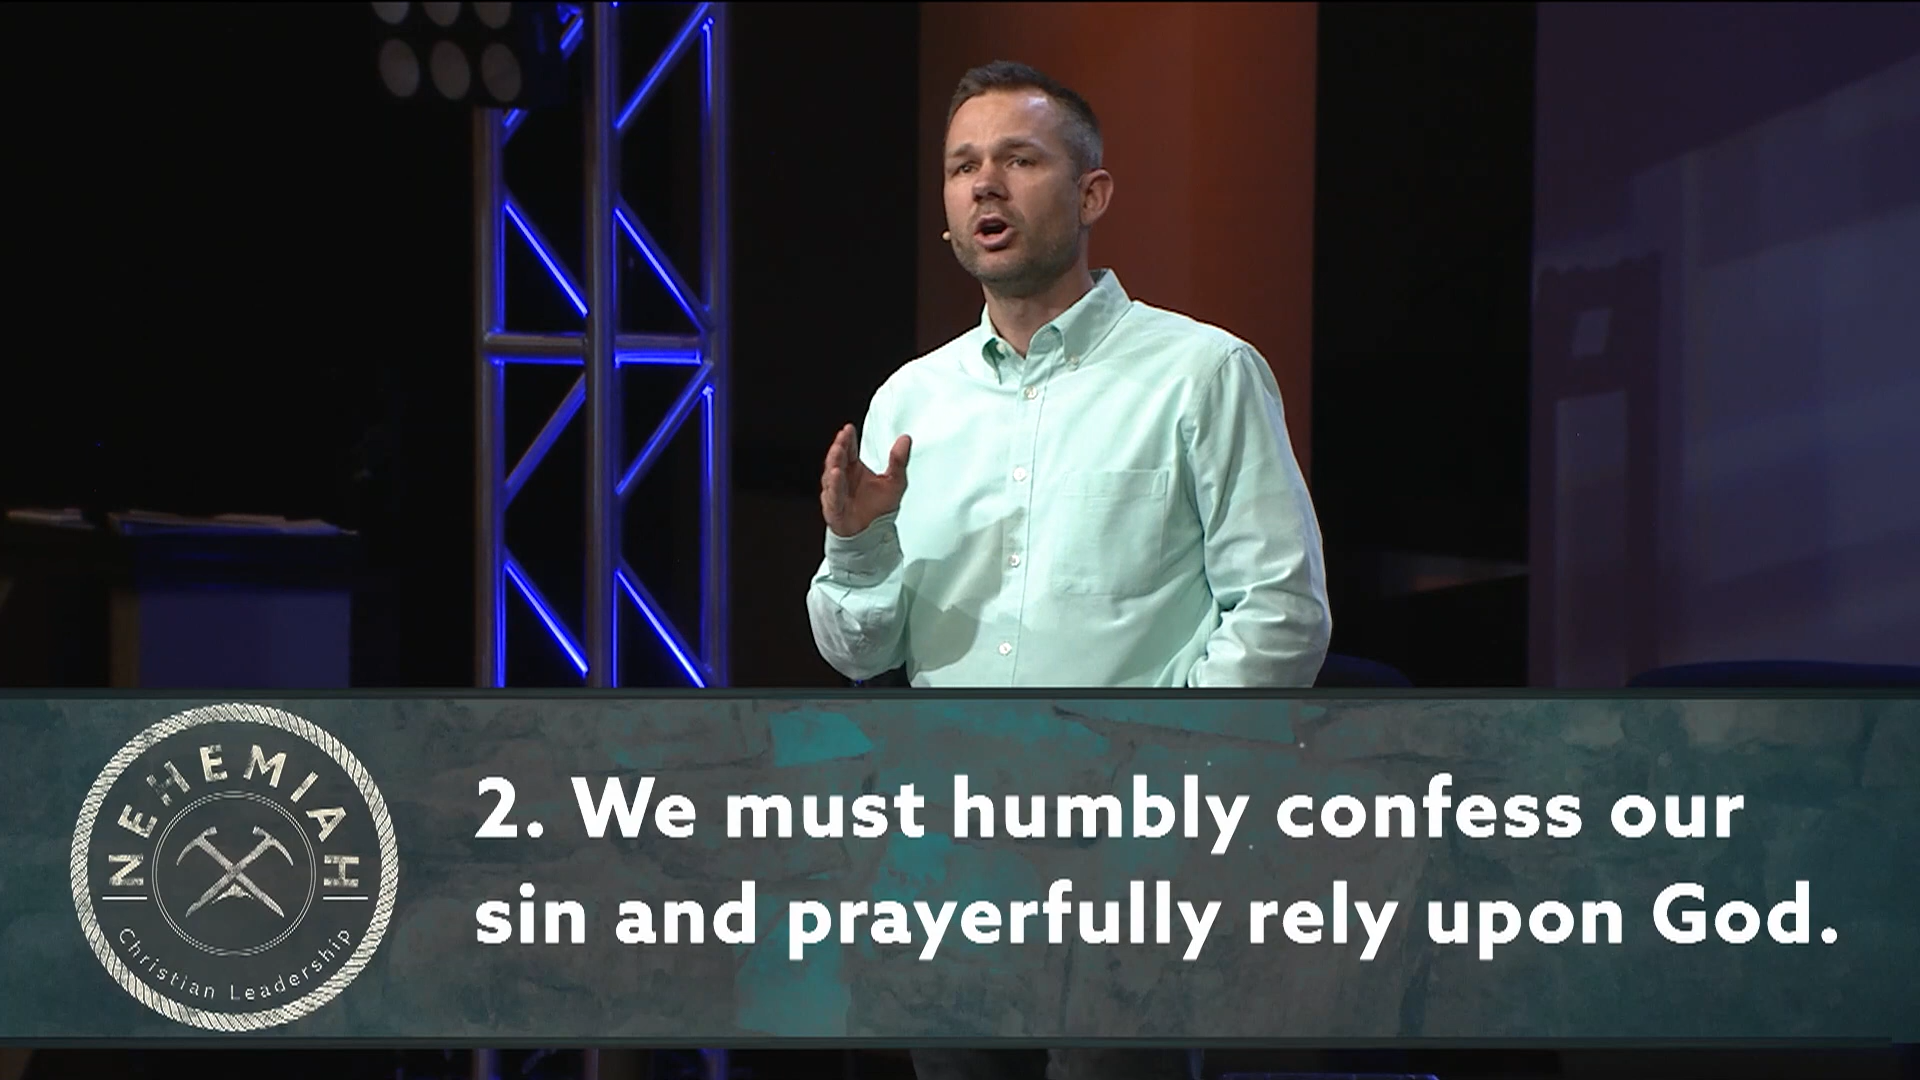 NEHEMIAH
Christian Leadership
2. We must humbly confess our
sin and prayerfully rely upon God.